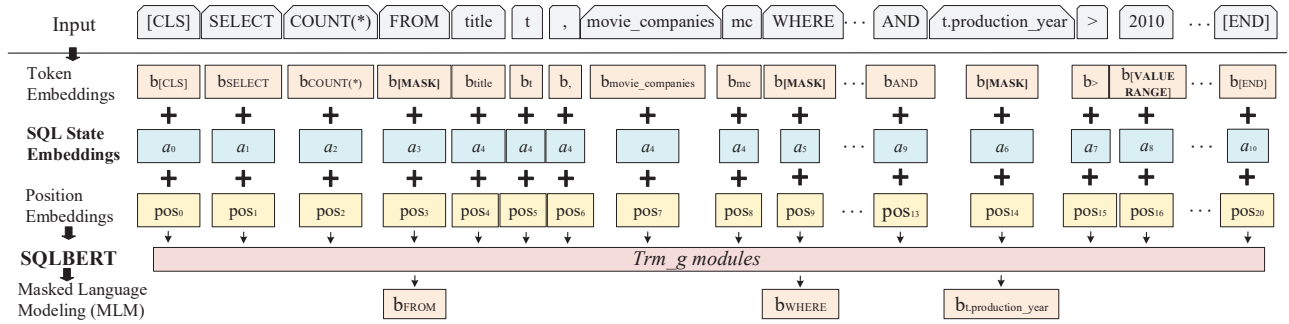 Input [CLS] SELECT COUNT(*) FROM title t , movie_companies mc WHERE ··· AND t.production_year > 2010 ... [END]
Token Embeddings b[CLS] bSELECT bCOUNT(*) b[MASK] btitle bt b, bmovie_companies bmc b[MASK] ··· bAND b[MASK] b> b[VALUE RANGE] ··· b[END]
SQL State Embeddings a0 a1 a2 a3 a4 a4 a4 a4 a4 a5 ··· a9 a6 a7 a8 ··· a10
Position Embeddings pos0 pos1 pos2 pos3 pos4 pos5 pos6 pos7 pos8 pos9 ··· pos13 pos14 pos15 pos16 ··· pos20
SQLBERT Trm_g modules
Masked Language Modeling (MLM) bFROM bWHERE bt.production_year